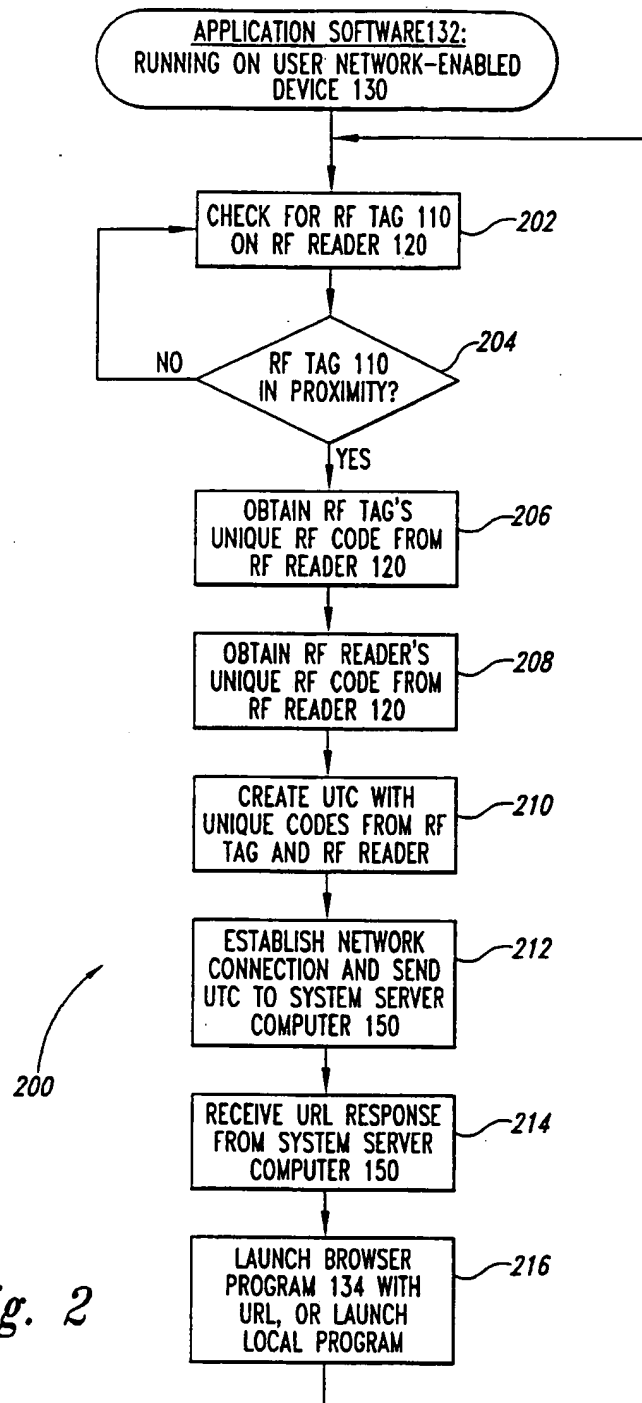 APPLICATION SOFTWARE132:
RUNNING ON USER NETWORK-ENABLED
DEVICE 130
CHECK FOR RF TAG 110
ON RF READER 120
202
NO
RF TAG 110
IN PROXIMITY?
204
YES
OBTAIN RF TAG'S
UNIQUE RF CODE FROM
RF READER 120
206
OBTAIN RF READER'S
UNIQUE RF CODE FROM
RF READER 120
208
CREATE UTC WITH
UNIQUE CODES FROM RF
TAG AND RF READER
210
ESTABLISH NETWORK
CONNECTION AND SEND
UTC TO SYSTEM SERVER
COMPUTER 150
212
200
RECEIVE URL RESPONSE
FROM SYSTEM SERVER
COMPUTER 150
214
LAUNCH BROWSER
PROGRAM 134 WITH
URL, OR LAUNCH
LOCAL PROGRAM
216
g. 2